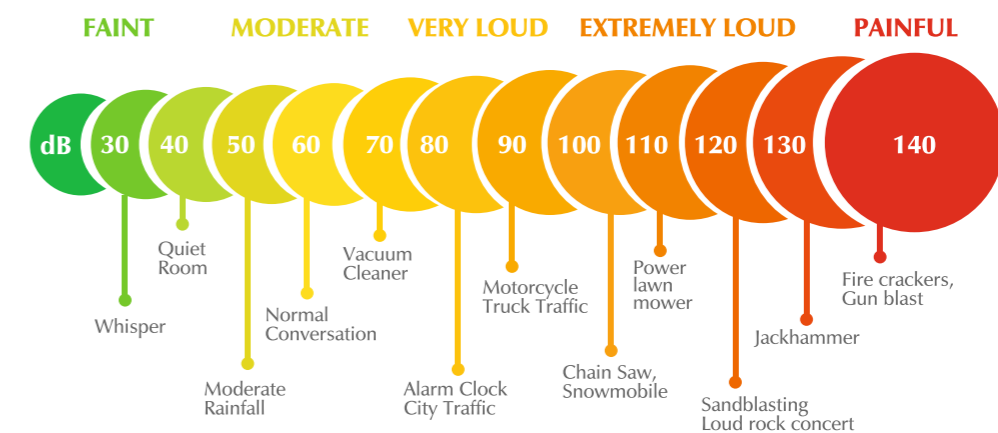 FAINT MODERATE VERY LOUD EXTREMELY LOUD PAINFUL
dB 30 40 50 60 70 80 90 100 110 120 130 140
Whisper
Quiet
Room
Moderate
Rainfall
Normal
Conversation
Vacuum
Cleaner
Alarm Clock
City Traffic
Motorcycle
Truck Traffic
Chain Saw,
Snowmobile
Power
lawn
mower
Sandblasting
Loud rock concert
Jackhammer
Fire crackers,
Gun blast